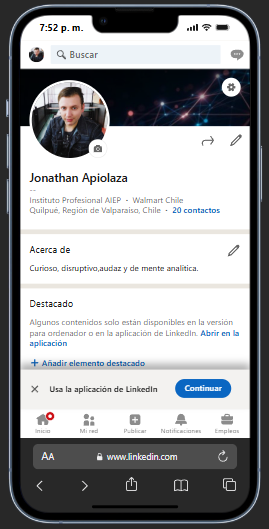 7:52 p. m.
Buscar
Jonathan Apiolaza
--
Instituto Profesional AIEP • Walmart Chile
Quilpué, Región de Valparaíso, Chile • 20 contactos
Acerca de
Curioso, disruptivo,audaz y de mente analítica.
Destacado
Algunos contenidos solo están disponibles en la versión
para ordenador o en la aplicación de LinkedIn. Abrir en la
aplicación
+ Añadir elemento destacado
Usa la aplicación de LinkedIn
Continuar
Inicio
Mi red
Publicar
Notificaciones
Empleos
AA
www.linkedin.com